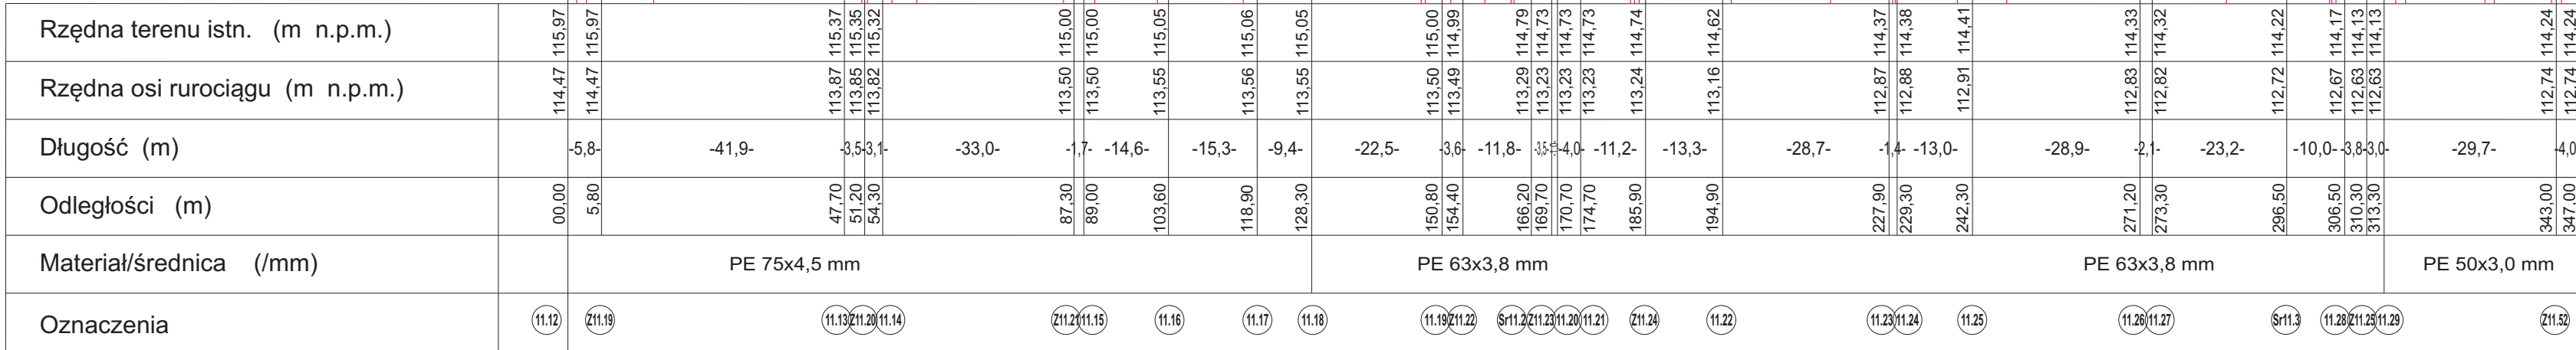 Rzędna terenu istn. (m n.p.m.) 115,97 115,97 115,37 115,35 115,32 115,00 115,00 115,05 115,06 115,05 115,00 114,99 114,79 114,73 114,73 114,73 114,74 114,62 114,37 114,38 114,41 114,33 114,32 114,22 114,17 114,13 114,13 114,24 114,24
Rzędna osi rurociągu (m n.p.m.) 114,47 114,47 113,87 113,85 113,82 113,50 113,50 113,55 113,56 113,55 113,50 113,49 113,29 113,23 113,23 113,23 113,24 113,16 112,87 112,88 112,91 112,83 112,82 112,72 112,67 112,63 112,63 112,74 112,74
Długość (m) -5,8- -41,9- -3,5- -3,1- -33,0- -1,7- -14,6- -15,3- -9,4- -22,5- -3,6- -11,8- -3,5- -4,0- -11,2- -13,3- -28,7- -1,4- -13,0- -28,9- -2,1- -23,2- -10,0- -3,8- -3,0- -29,7- -4,0
Odległości (m) 00,00 5,80 47,70 51,20 54,30 87,30 89,00 103,60 118,90 128,30 150,80 154,40 166,20 169,70 170,70 174,70 185,90 194,90 227,90 229,30 242,30 271,20 273,30 296,50 306,50 310,30 313,30 343,00 347,00
Materiał/średnica (/mm) PE 75x4,5 mm PE 63x3,8 mm PE 63x3,8 mm PE 50x3,0 mm
Oznaczenia 11.12 Z11.19 11.13 Z11.20 11.14 Z11.21 11.15 11.16 11.17 11.18 11.19 Z11.22 Sr11.2 Z11.23 11.20 11.21 Z11.24 11.22 11.23 11.24 11.25 11.26 11.27 Sr11.3 11.28 Z11.25 11.29 Z11.52